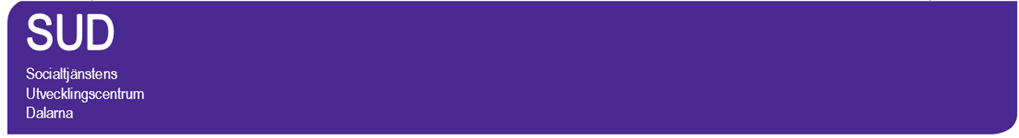 SUD
Socialtjänstens
Utvecklingscentrum
Dalarna